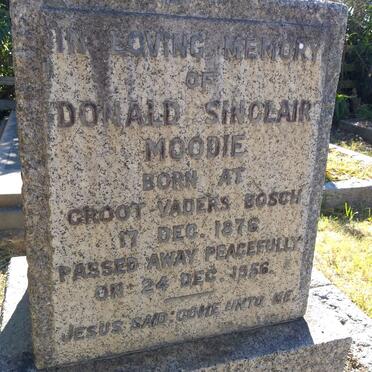 IN LOVING MEMORY
OF
DONALD SINCLAIR
MOODIE
BORN AT
GROOT VADERS BOSCH
17 DEC. 1876
PASSED AWAY PEACEFULLY
ON 24 DEC. 1956.
JESUS SAID: COME UNTO ME.